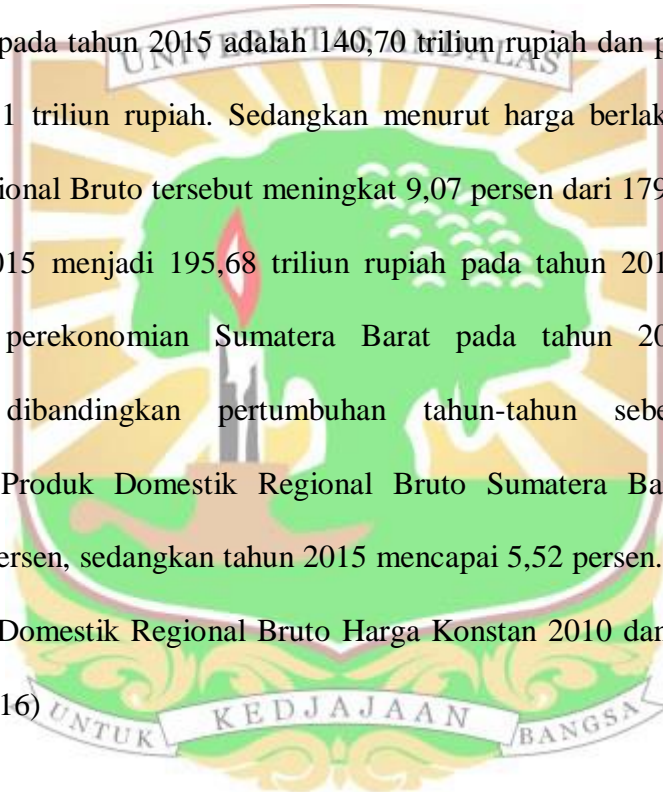 pada tahun 2015 adalah 140,70 triliun rupiah dan p
UNIVERSITAS ANDALAS
1 triliun rupiah. Sedangkan menurut harga berlak
ional Bruto tersebut meningkat 9,07 persen dari 179
015 menjadi 195,68 triliun rupiah pada tahun 201
perekonomian Sumatera Barat pada tahun 20
dibandingkan pertumbuhan tahun-tahun sebe
Produk Domestik Regional Bruto Sumatera Ba
ersen, sedangkan tahun 2015 mencapai 5,52 persen.
Domestik Regional Bruto Harga Konstan 2010 dan
16)
UNTUK KEDJAJAAN BANGSA